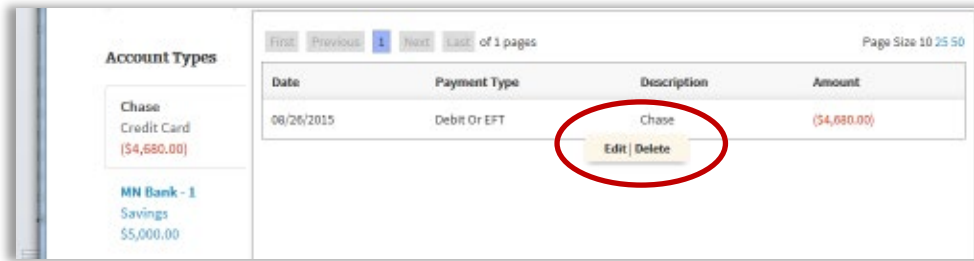 Account Types
Chase
Credit Card
($4,680.00)
MN Bank - 1
Savings
$5,000.00
First Previous 1 Next Last of 1 pages
Page Size 10 25 50
Date Payment Type Description Amount
08/26/2015 Debit Or EFT Chase ($4,680.00)
Edit | Delete